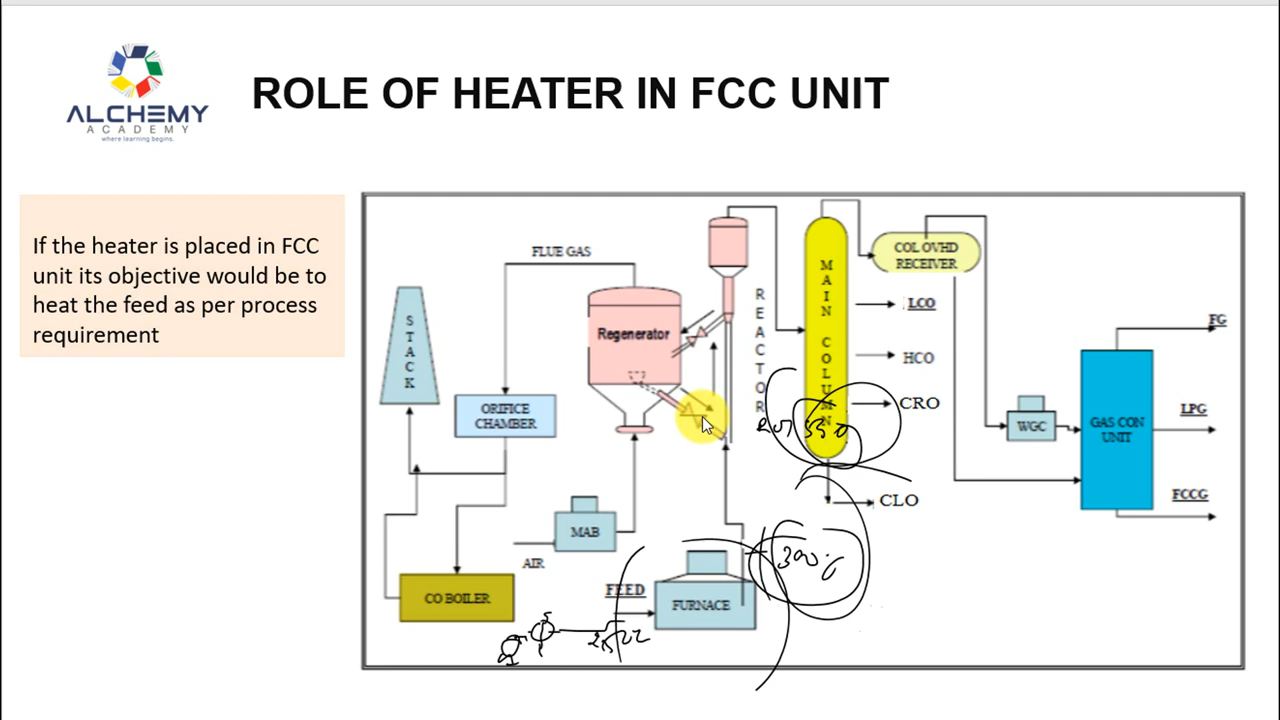 ALCHEMY
ACADEMY
where learning begins.
ROLE OF HEATER IN FCC UNIT
If the heater is placed in FCC
unit its objective would be to
heat the feed as per process
requirement
FLUE GAS
STACK
Regenerator
REACTOR
MAIN COLUMN
COL OVHD
RECEIVER
LCO
HCO
CRO
CLO
ORIFICE
CHAMBER
MAB
AIR
CO BOILER
FEED
FURNACE
WGC
GAS CON
UNIT
FG
LPG
FCCG